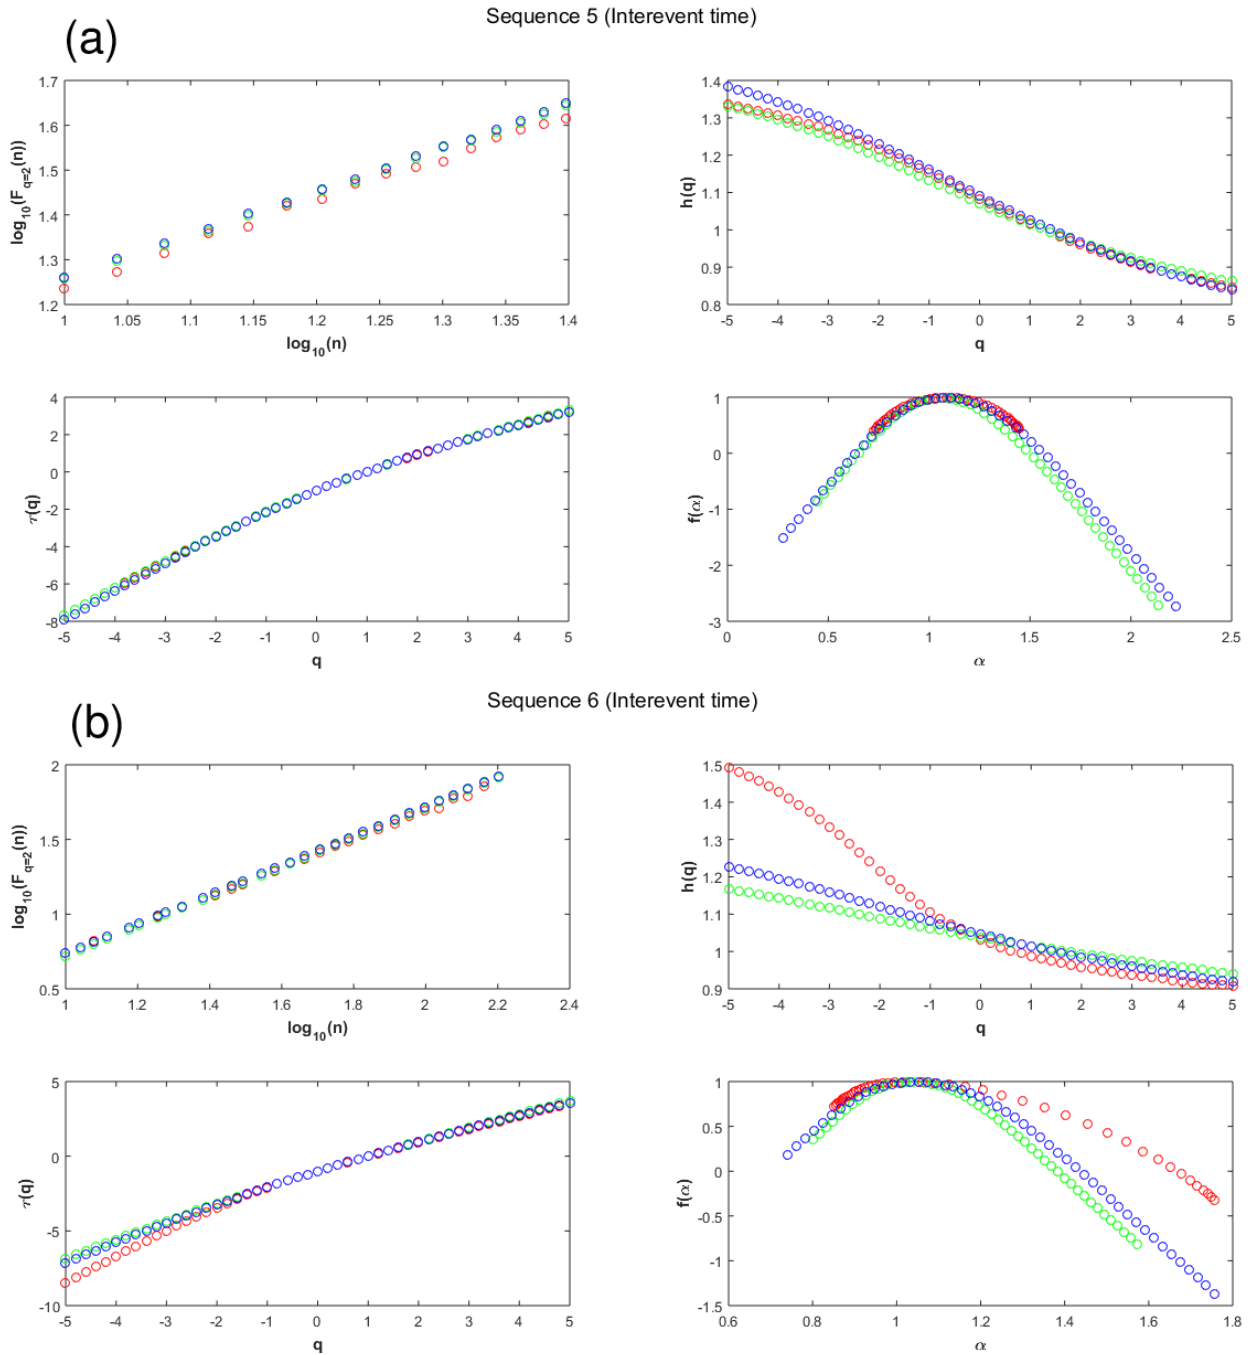 Sequence 5 (Interevent time)
(a)
1.7
1.6
1.5
1.4
1.3
1.2
log10(Fq=2(n))
1 1.05 1.1 1.15 1.2 1.25 1.3 1.35 1.4
log10(n)
1.4
1.3
1.2
1.1
1
0.9
0.8
h(q)
-5 -4 -3 -2 -1 0 1 2 3 4 5
q
4
2
0
-2
-4
-6
-8
τ(q)
-5 -4 -3 -2 -1 0 1 2 3 4 5
q
1
0
-1
-2
-3
f(α)
0 0.5 1 1.5 2 2.5
α
Sequence 6 (Interevent time)
(b)
2
1.5
1
0.5
log10(Fq=2(n))
1 1.2 1.4 1.6 1.8 2 2.2 2.4
log10(n)
1.5
1.4
1.3
1.2
1.1
1
0.9
h(q)
-5 -4 -3 -2 -1 0 1 2 3 4 5
q
5
0
-5
-10
τ(q)
-5 -4 -3 -2 -1 0 1 2 3 4 5
q
1
0.5
0
-0.5
-1
-1.5
f(α)
0.6 0.8 1 1.2 1.4 1.6 1.8
α